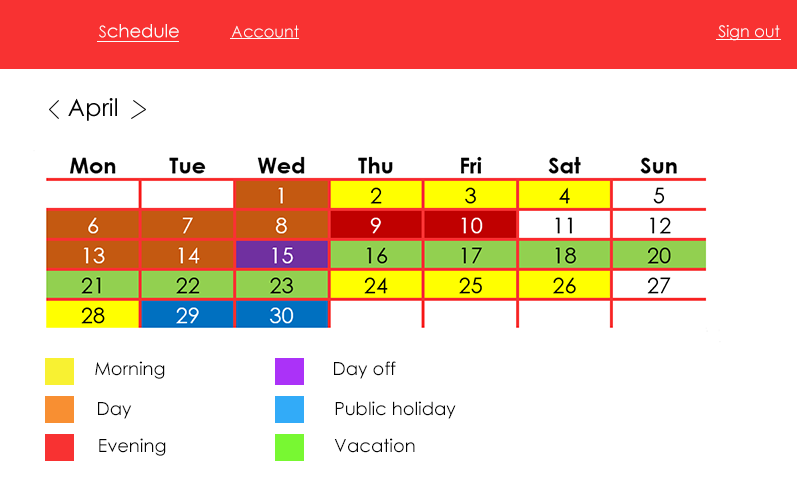 Schedule Account Sign out
< April >
Mon Tue Wed Thu Fri Sat Sun
1 2 3 4 5
6 7 8 9 10 11 12
13 14 15 16 17 18 20
21 22 23 24 25 26 27
28 29 30
Morning Day off
Day Public holiday
Evening Vacation